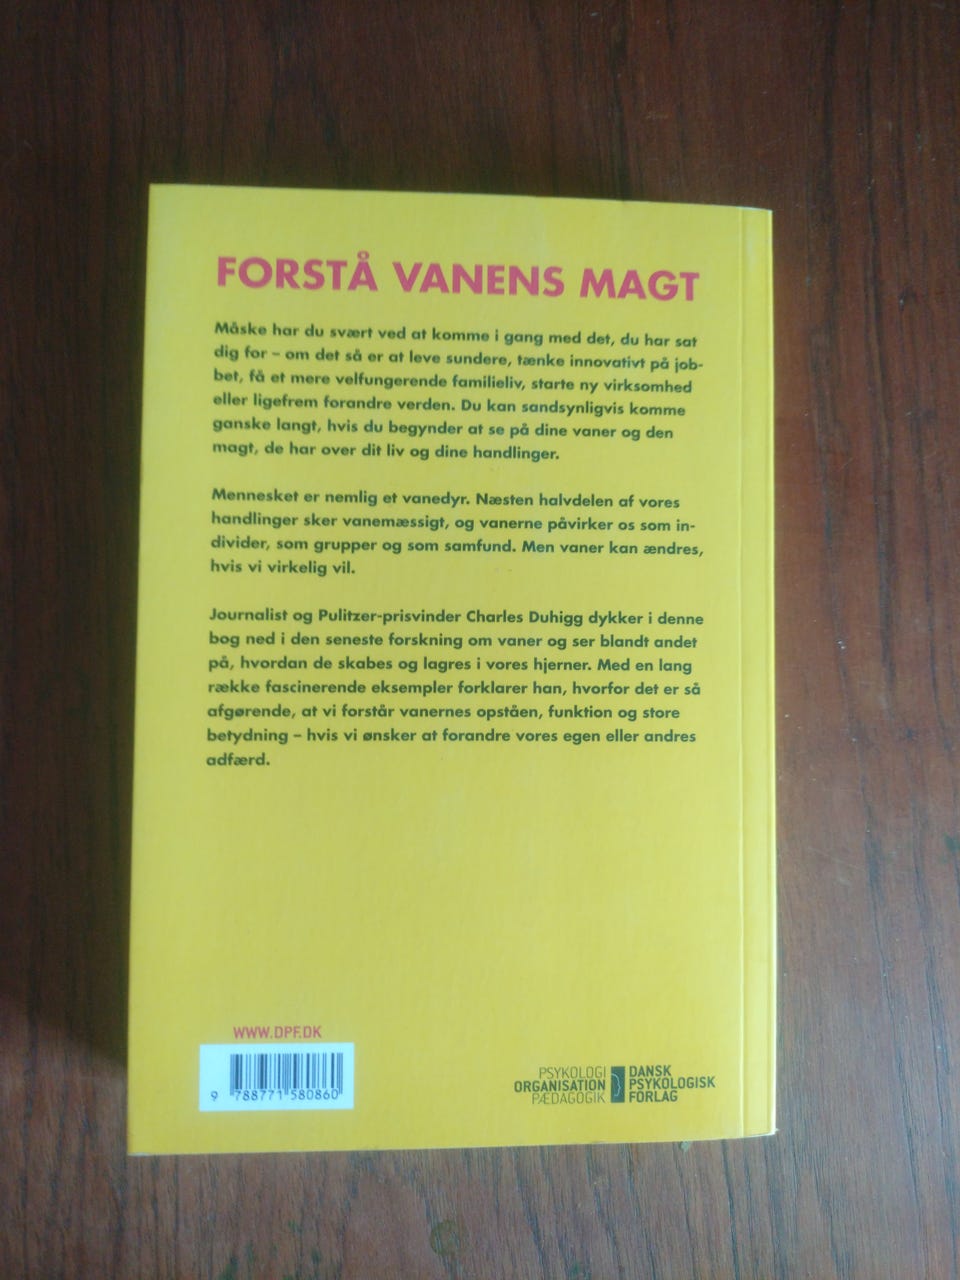 FORSTÅ VANENS MAGT
Måske har du svært ved at komme i gang med det, du har sat
dig for – om det så er at leve sundere, tænke innovativt på job-
bet, få et mere velfungerende familieliv, starte ny virksomhed
eller ligefrem forandre verden. Du kan sandsynligvis komme
ganske langt, hvis du begynder at se på dine vaner og den
magt, de har over dit liv og dine handlinger.
Mennesket er nemlig et vanedyr. Næsten halvdelen af vores
handlinger sker vanemæssigt, og vanerne påvirker os som in-
divider, som grupper og som samfund. Men vaner kan ændres,
hvis vi virkelig vil.
Journalist og Pulitzer-prisvinder Charles Duhigg dykker i denne
bog ned i den seneste forskning om vaner og ser blandt andet
på, hvordan de skabes og lagres i vores hjerner. Med en lang
række fascinerende eksempler forklarer han, hvorfor det er så
afgørende, at vi forstår vanernes opståen, funktion og store
betydning – hvis vi ønsker at forandre vores egen eller andres
adfærd.
WWW.DPF.DK
9 788771 580860
PSYKOLOGI
ORGANISATION
PÆDAGOGIK
DANSK
PSYKOLOGISK
FORLAG